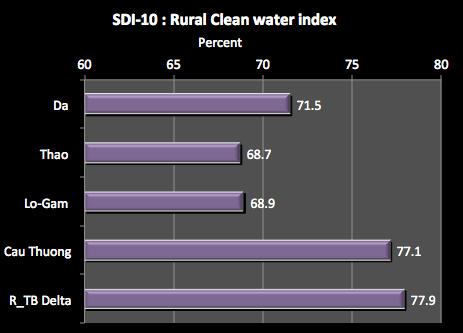 SDI-10 : Rural Clean water index
Percent
60 65 70 75 80
Da 71.5
Thao 68.7
Lo-Gam 68.9
Cau Thuong 77.1
R_TB Delta 77.9